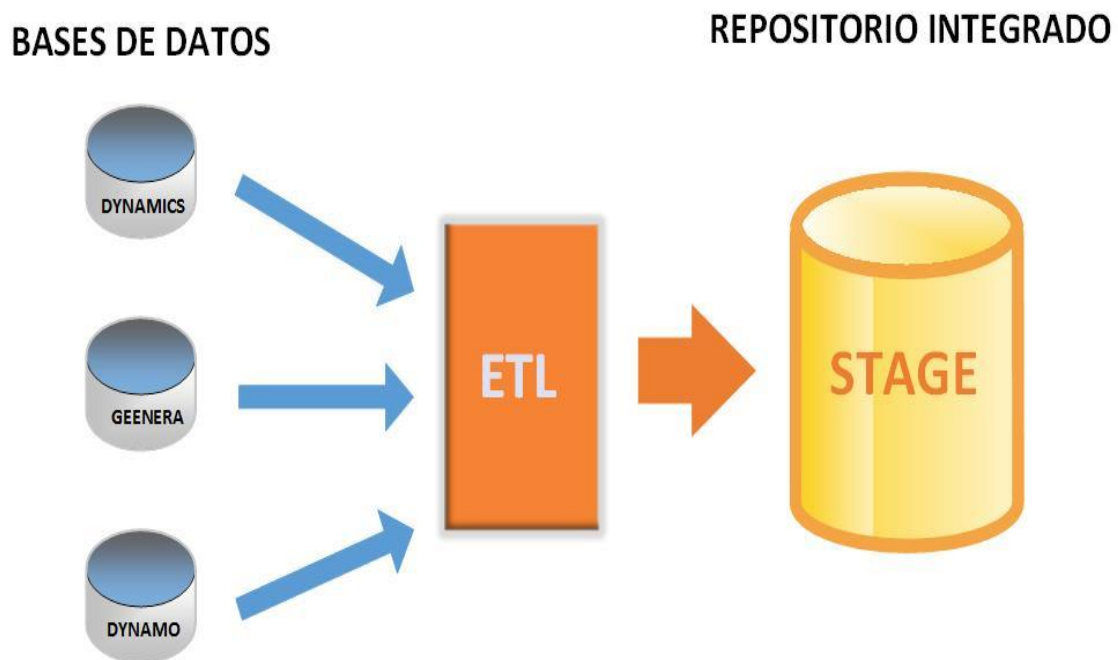 BASES DE DATOS
REPOSITORIO INTEGRADO
DYNAMICS
GEENERA
DYNAMO
ETL
STAGE